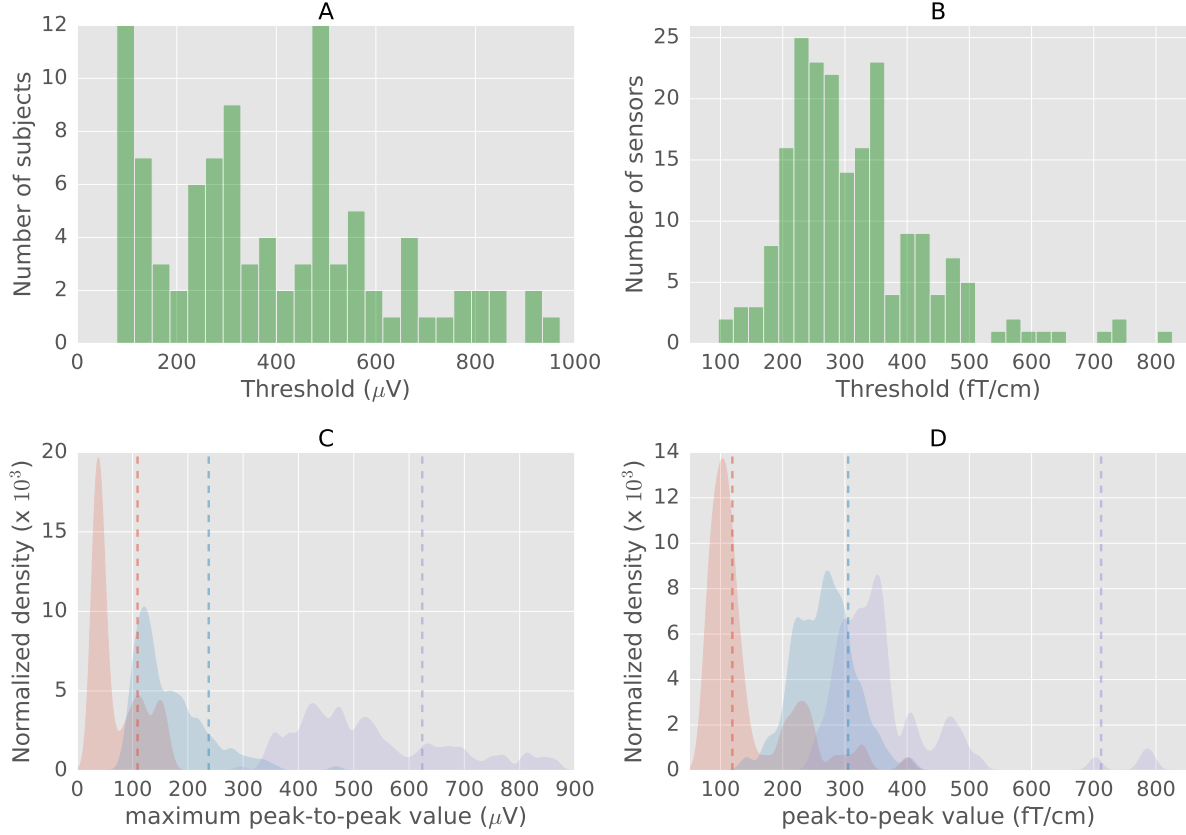 A
12
10
8
6
4
2
0
Number of subjects
0 200 400 600 800 1000
Threshold (μV)
B
25
20
15
10
5
0
Number of sensors
100 200 300 400 500 600 700 800
Threshold (fT/cm)
C
20
15
10
5
0
Normalized density (x 10³)
0 100 200 300 400 500 600 700 800 900
maximum peak-to-peak value (μV)
D
14
12
10
8
6
4
2
0
Normalized density (x 10³)
100 200 300 400 500 600 700 800
peak-to-peak value (fT/cm)